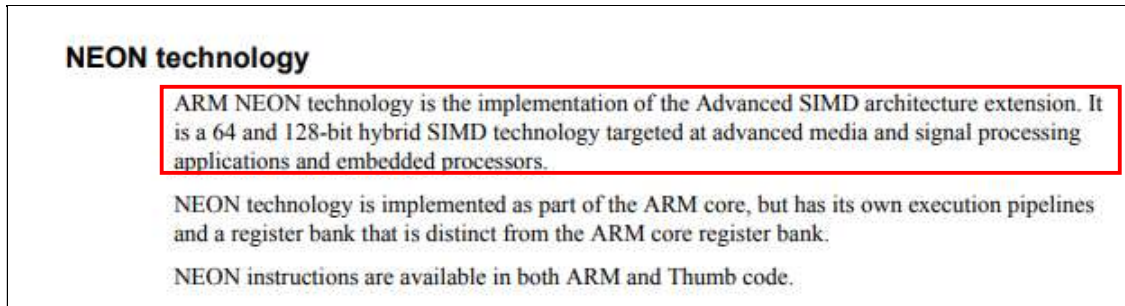 NEON technology
ARM NEON technology is the implementation of the Advanced SIMD architecture extension. It
is a 64 and 128-bit hybrid SIMD technology targeted at advanced media and signal processing
applications and embedded processors.
NEON technology is implemented as part of the ARM core, but has its own execution pipelines
and a register bank that is distinct from the ARM core register bank.
NEON instructions are available in both ARM and Thumb code.